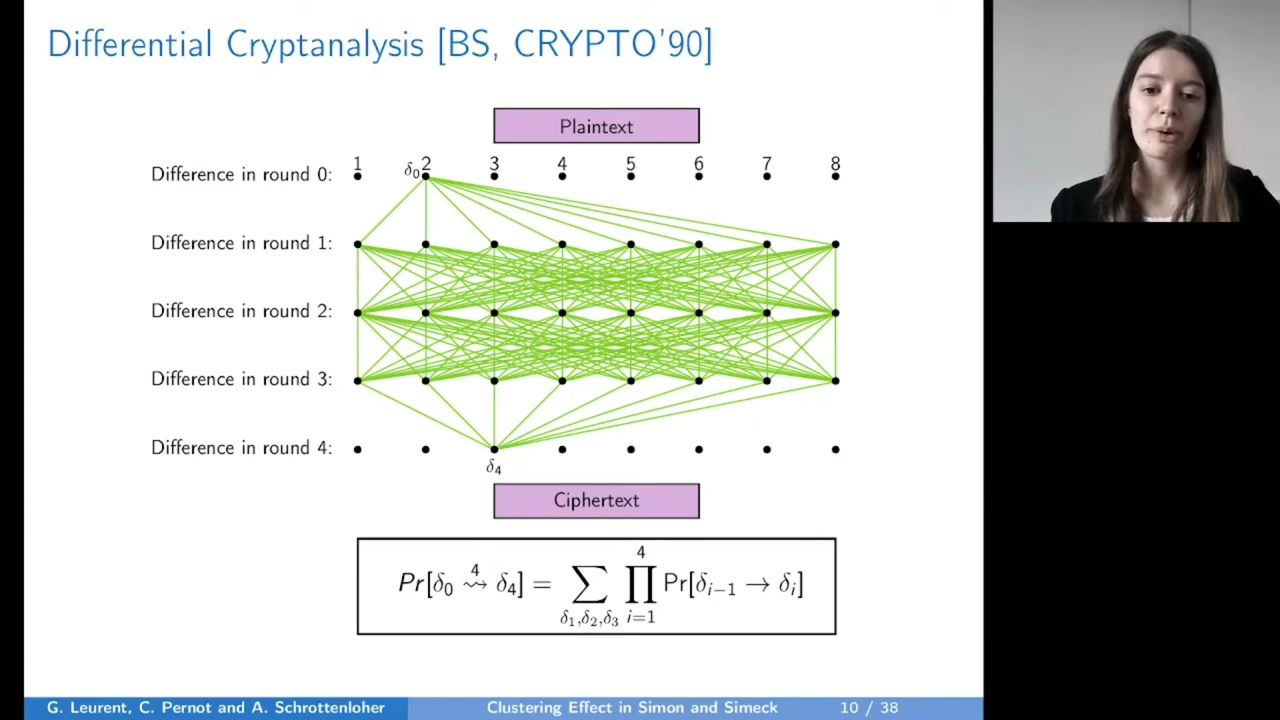 Differential Cryptanalysis [BS, CRYPTO'90]
Plaintext
1 2 3 4 5 6 7 8
Difference in round 0: δ₀
Difference in round 1:
Difference in round 2:
Difference in round 3:
Difference in round 4:
δ₄
Ciphertext
Pr[δ₀ ⁴⇝ δ₄] = ∑_{δ₁,δ₂,δ₃} ∏_{i=1}^{4} Pr[δ_{i−1} → δ_i]
G. Leurent, C. Pernot and A. Schrottenloher Clustering Effect in Simon and Simeck 10 / 38